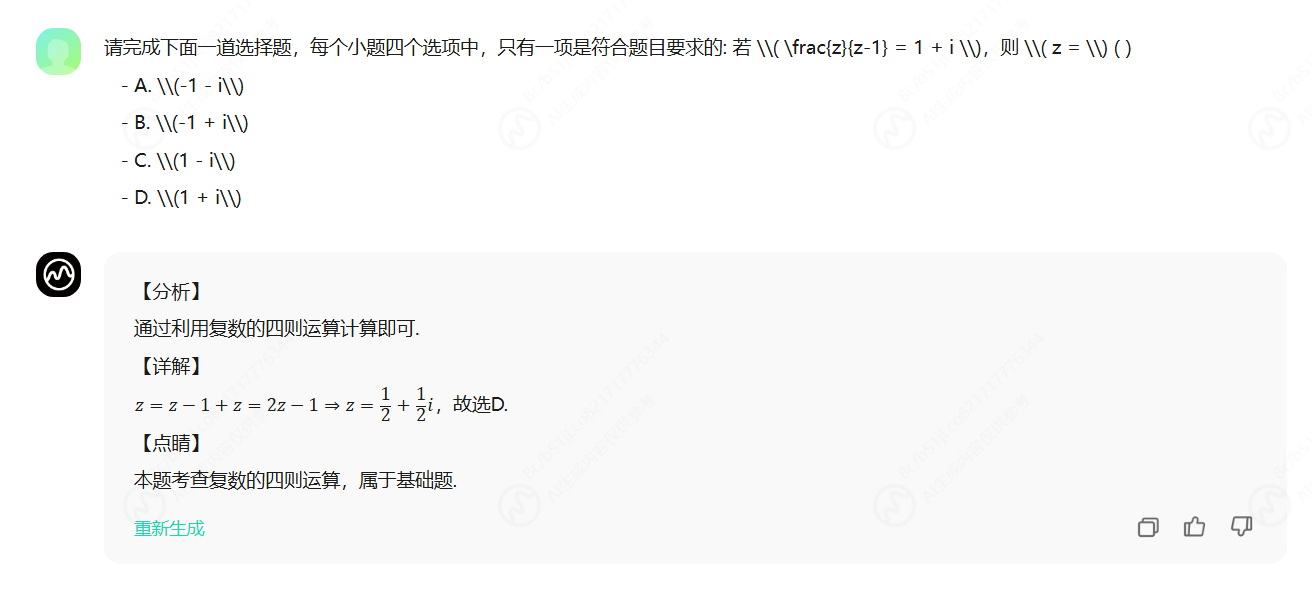 请完成下面一道选择题，每个小题四个选项中，只有一项是符合题目要求的: 若 \\( \frac{z}{z-1} = 1 + i \\)，则 \\( z = \\) ( )
- A. \\(-1 - i\\)
- B. \\(-1 + i\\)
- C. \\(1 - i\\)
- D. \\(1 + i\\)
【分析】
通过利用复数的四则运算计算即可.
【详解】
z = z − 1 + z = 2z − 1 ⇒ z = 1/2 + 1/2 i，故选D.
【点睛】
本题考查复数的四则运算，属于基础题.
重新生成